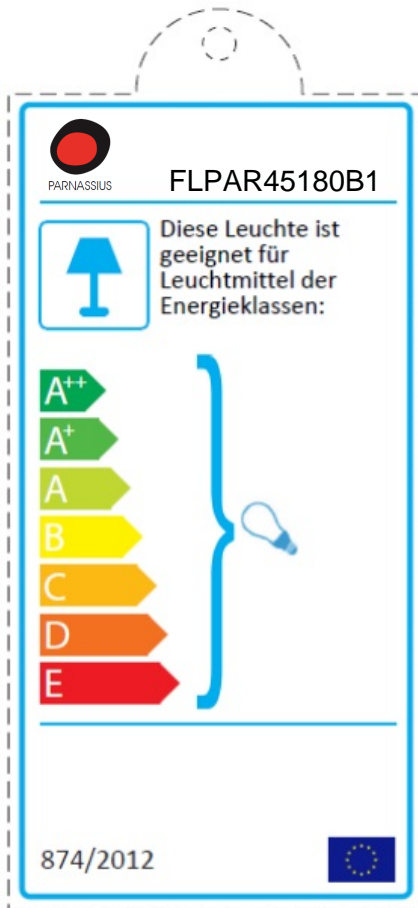 PARNASSIUS
FLPAR45180B1
Diese Leuchte ist
geeignet für
Leuchtmittel der
Energieklassen:
A++
A+
A
B
C
D
E
874/2012